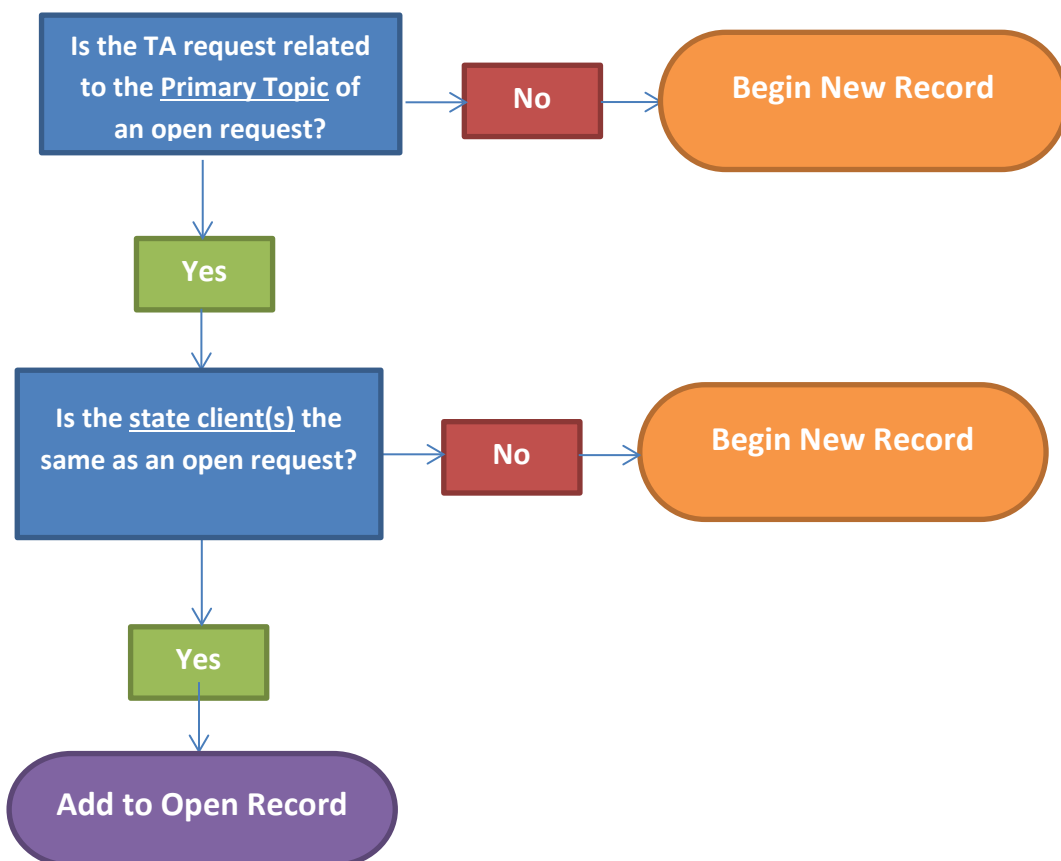 Is the TA request related
to the Primary Topic of
an open request?
No
Begin New Record
Yes
Is the state client(s) the
same as an open request?
No
Begin New Record
Yes
Add to Open Record